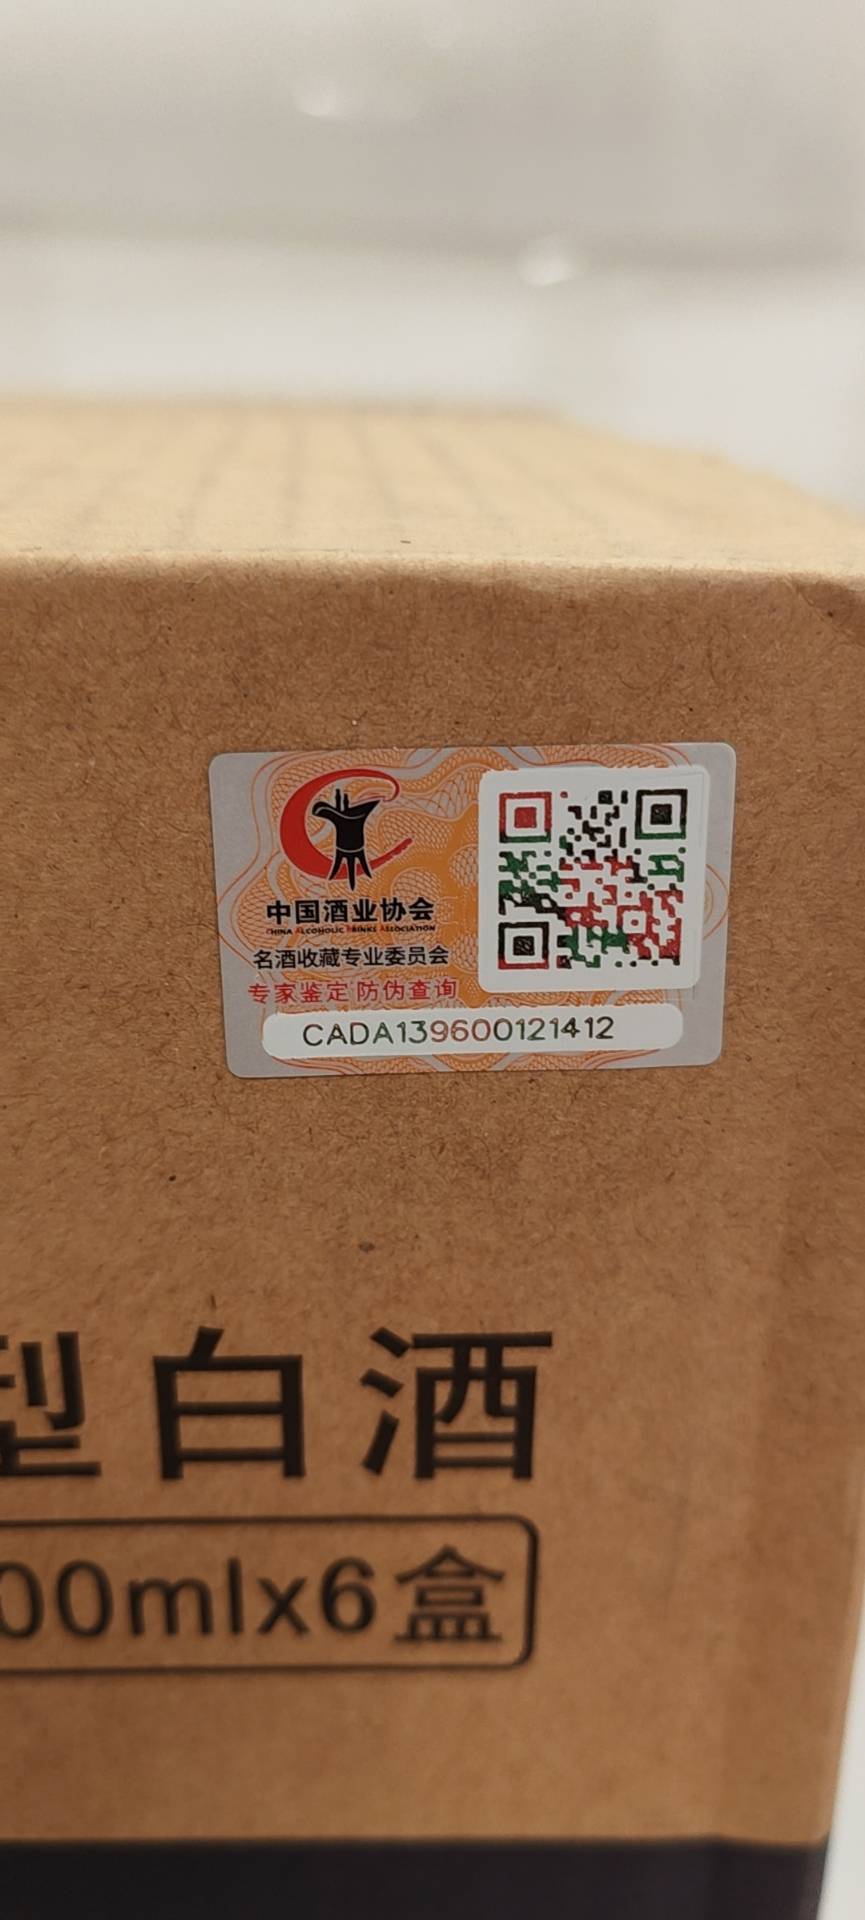 中国酒业协会
CHINA ALCOHOLIC DRINKS ASSOCIATION
名酒收藏专业委员会
专家鉴定 防伪查询
CADA139600121412
型白酒
00mlx6盒